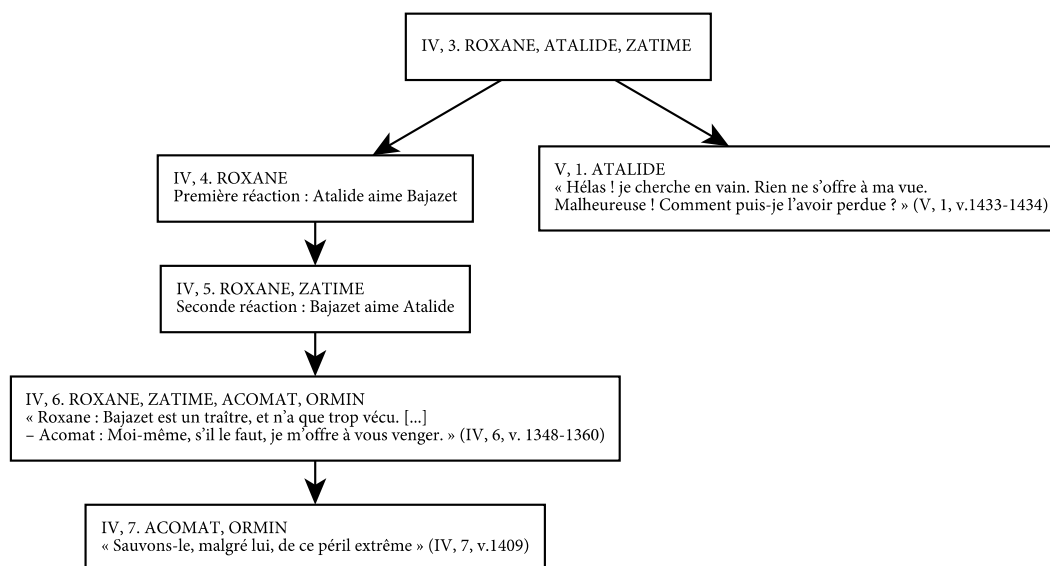 IV, 3. ROXANE, ATALIDE, ZATIME
IV, 4. ROXANE
Première réaction : Atalide aime Bajazet
V, 1. ATALIDE
« Hélas ! je cherche en vain. Rien ne s’offre à ma vue.
Malheureuse ! Comment puis-je l’avoir perdue ? » (V, 1, v.1433-1434)
IV, 5. ROXANE, ZATIME
Seconde réaction : Bajazet aime Atalide
IV, 6. ROXANE, ZATIME, ACOMAT, ORMIN
« Roxane : Bajazet est un traître, et n’a que trop vécu. [...]
– Acomat : Moi-même, s’il le faut, je m’offre à vous venger. » (IV, 6, v. 1348-1360)
IV, 7. ACOMAT, ORMIN
« Sauvons-le, malgré lui, de ce péril extrême » (IV, 7, v.1409)